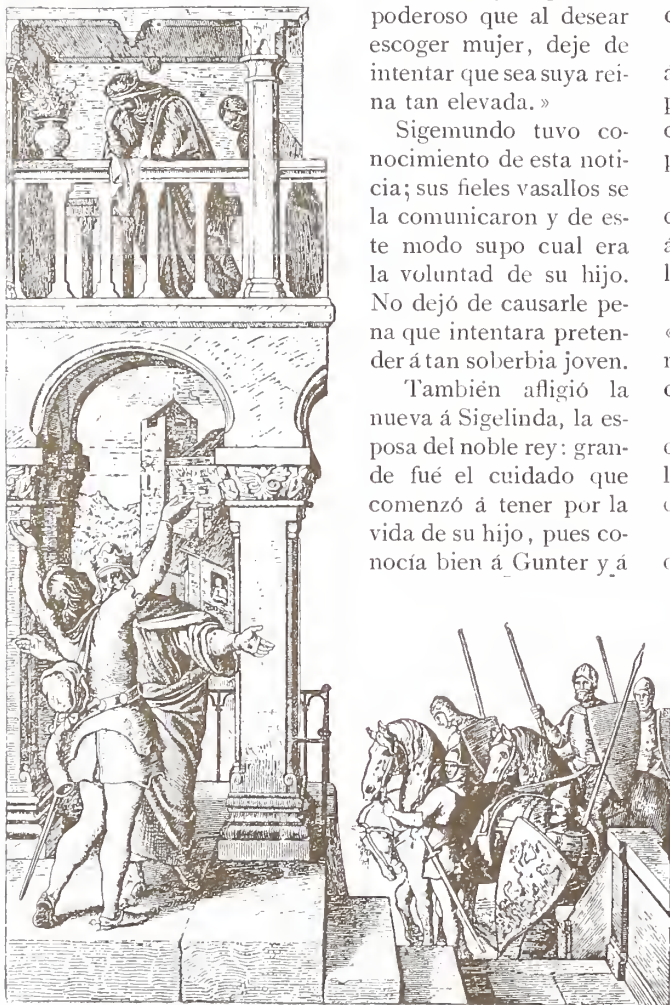 poderoso que al desear
escoger mujer, deje de
intentar que sea suya rei-
na tan elevada. »
Sigemundo tuvo co-
nocimiento de esta noti-
cia; sus fieles vasallos se
la comunicaron y de es-
te modo supo cual era
la voluntad de su hijo.
No dejó de causarle pe-
na que intentara preten-
der á tan soberbia joven.
También afligió la
nueva á Sigelinda, la es-
posa del noble rey: gran-
de fué el cuidado que
comenzó á tener por la
vida de su hijo, pues co-
nocía bien á Gunter y á